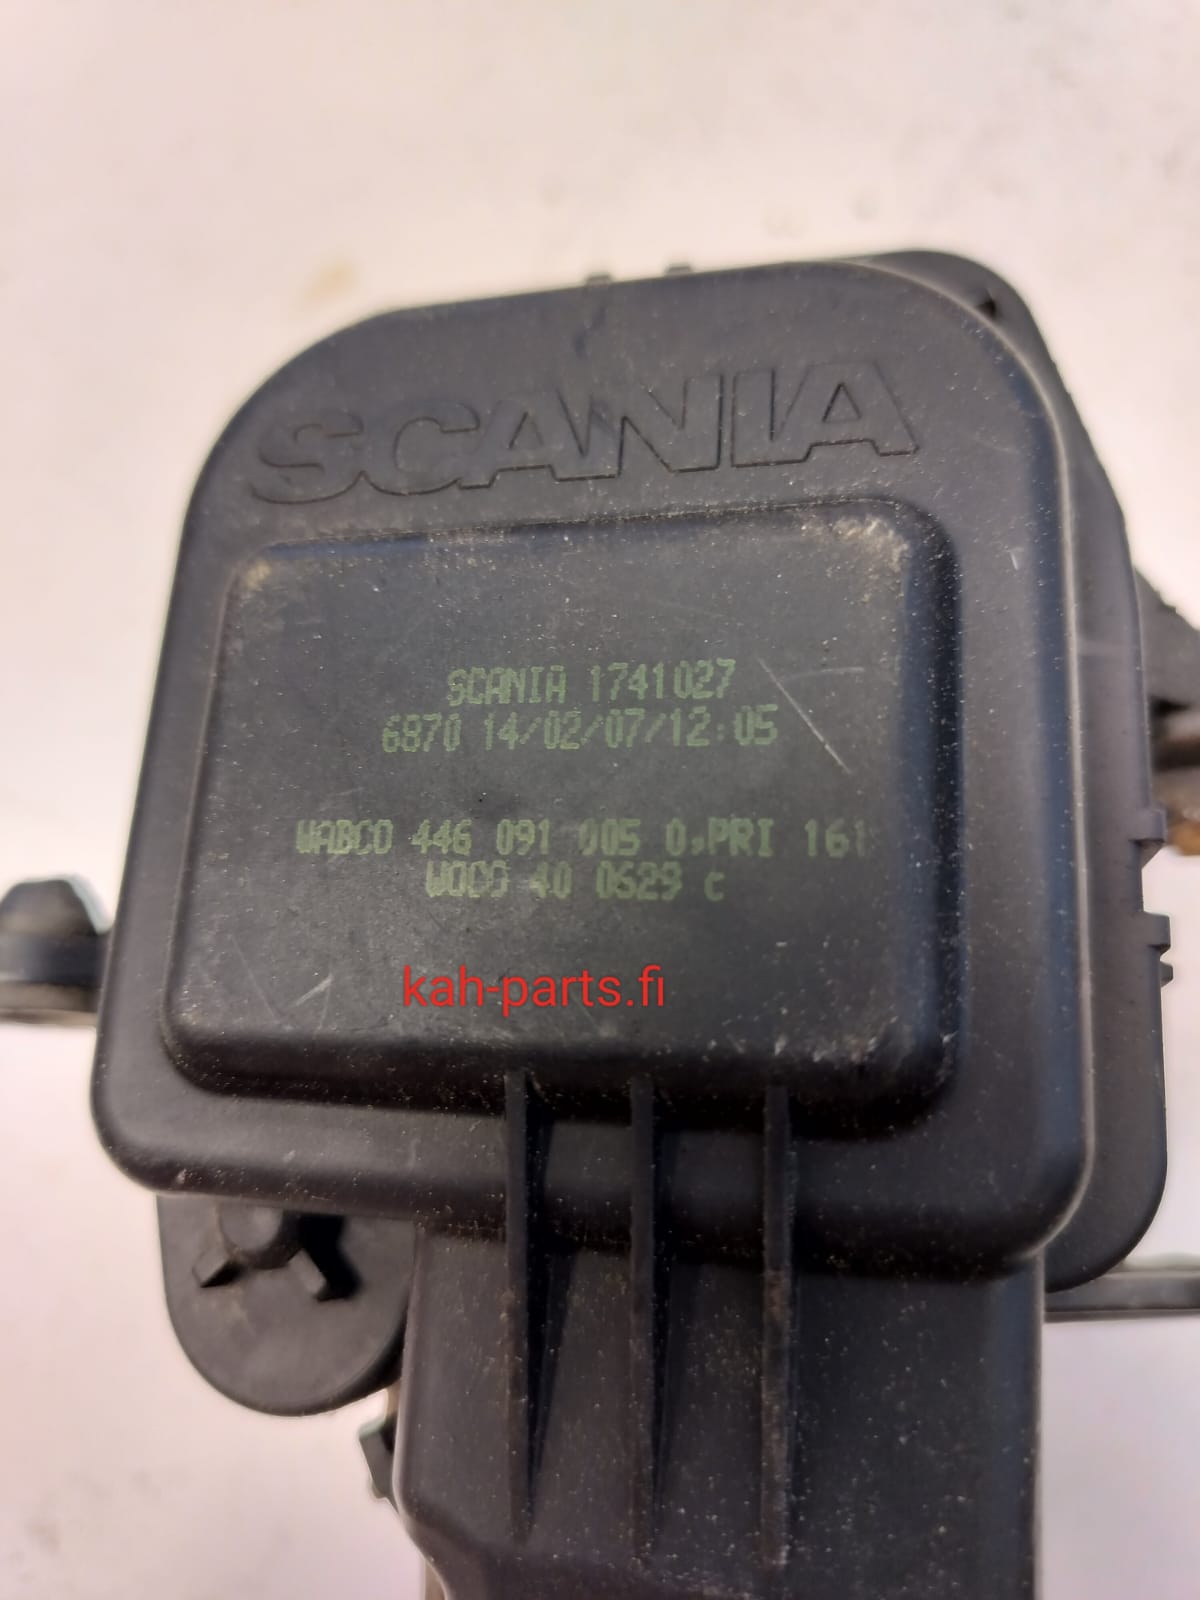 SCANIA
SCANIA 1741027
6870 14/02/07/12:05
WABCO 446 091 005 0,PRI 161
WOCO 40 0629 c
kah-parts.fi